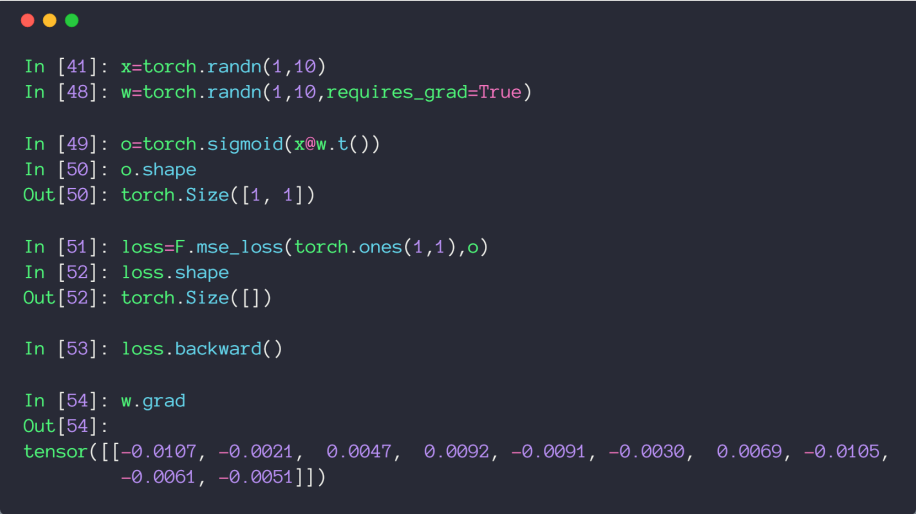 In [41]: x=torch.randn(1,10)
In [48]: w=torch.randn(1,10,requires_grad=True)
In [49]: o=torch.sigmoid(x@w.t())
In [50]: o.shape
Out[50]: torch.Size([1, 1])
In [51]: loss=F.mse_loss(torch.ones(1,1),o)
In [52]: loss.shape
Out[52]: torch.Size([])
In [53]: loss.backward()
In [54]: w.grad
Out[54]:
tensor([[-0.0107, -0.0021,  0.0047,  0.0092, -0.0091, -0.0030,  0.0069, -0.0105,
         -0.0061, -0.0051]])